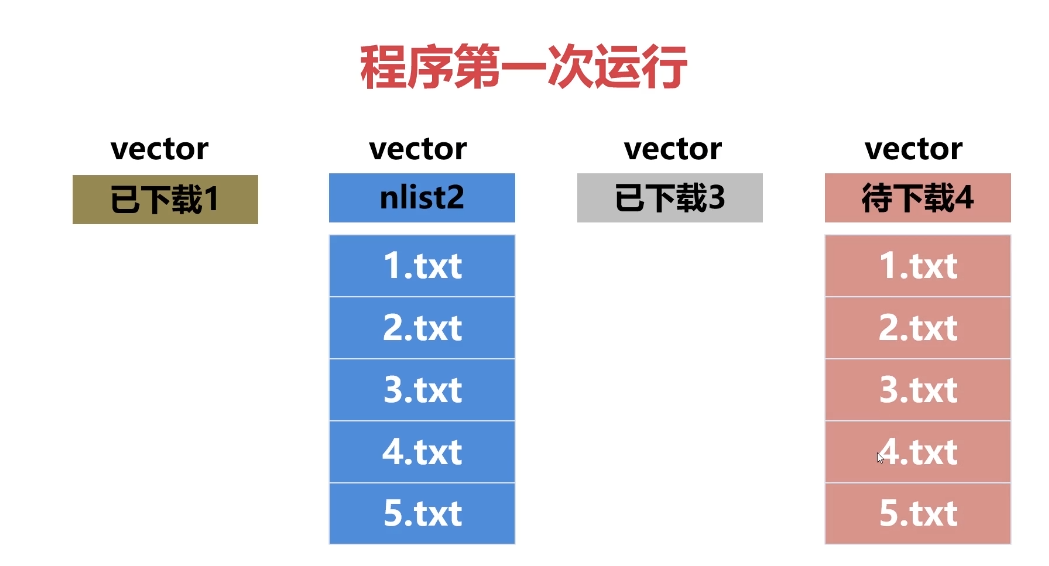 程序第一次运行
vector vector vector vector
已下载1 nlist2 已下载3 待下载4
1.txt 1.txt
2.txt 2.txt
3.txt 3.txt
4.txt 4.txt
5.txt 5.txt